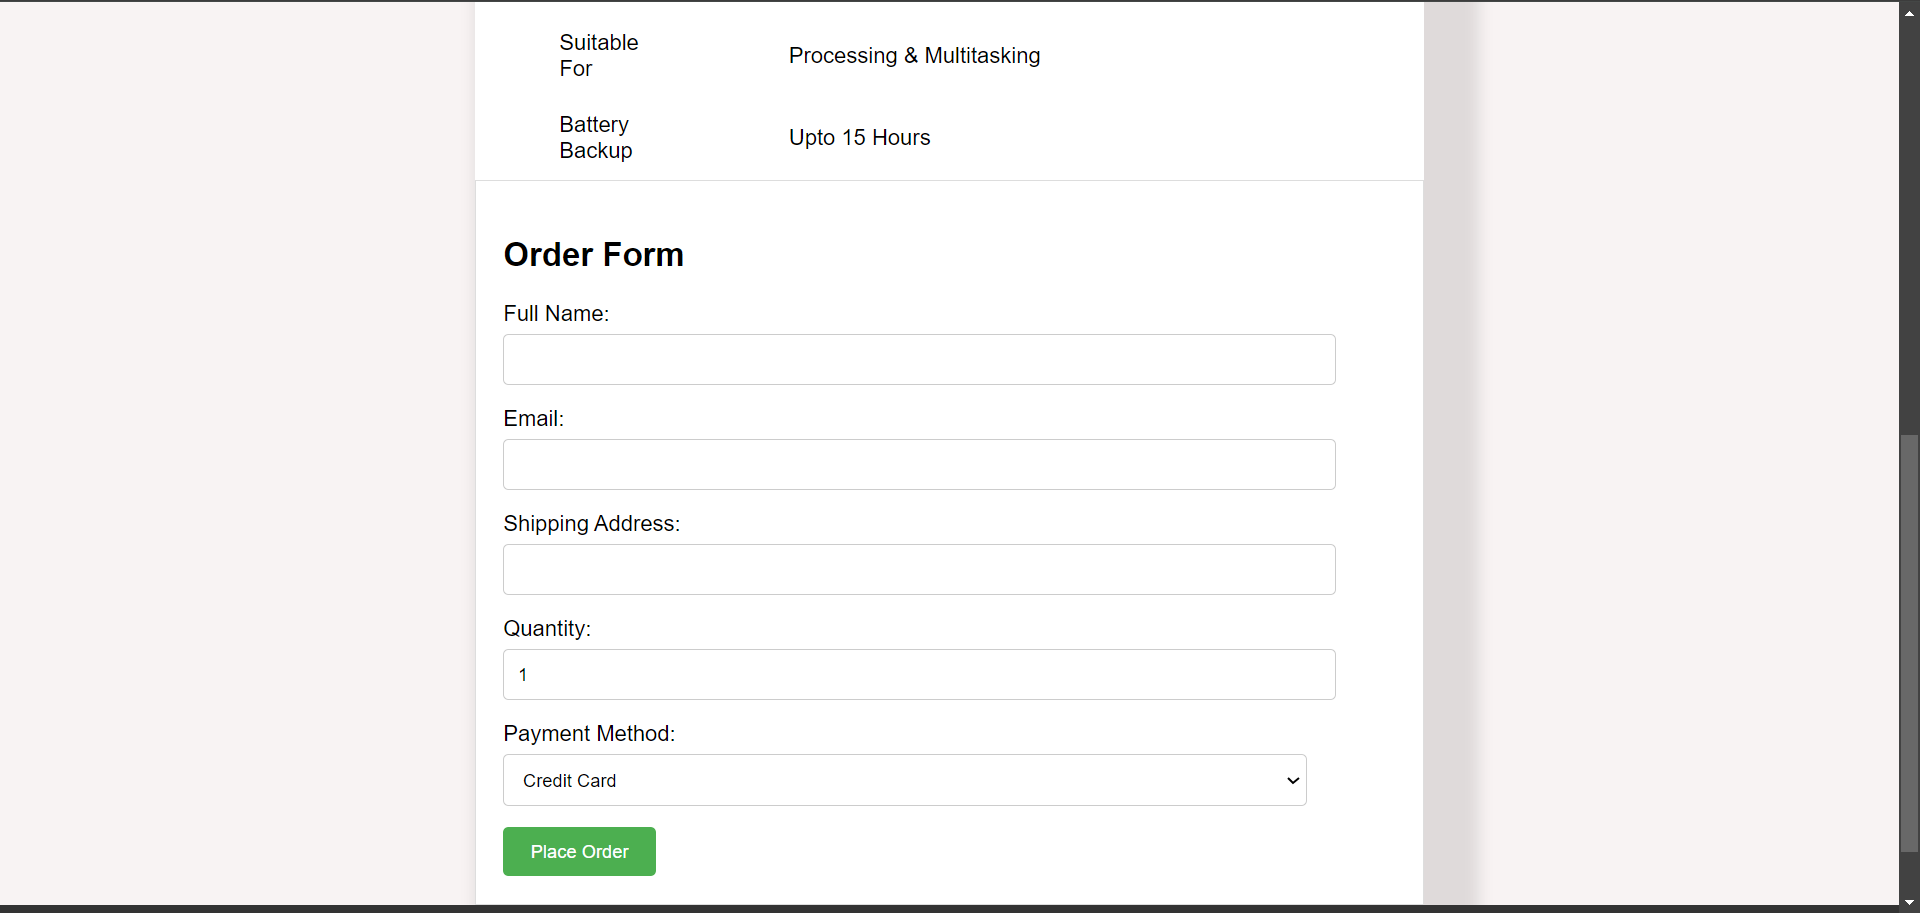 Suitable
For
Processing & Multitasking
Battery
Backup
Upto 15 Hours
Order Form
Full Name:
Email:
Shipping Address:
Quantity:
1
Payment Method:
Credit Card
Place Order